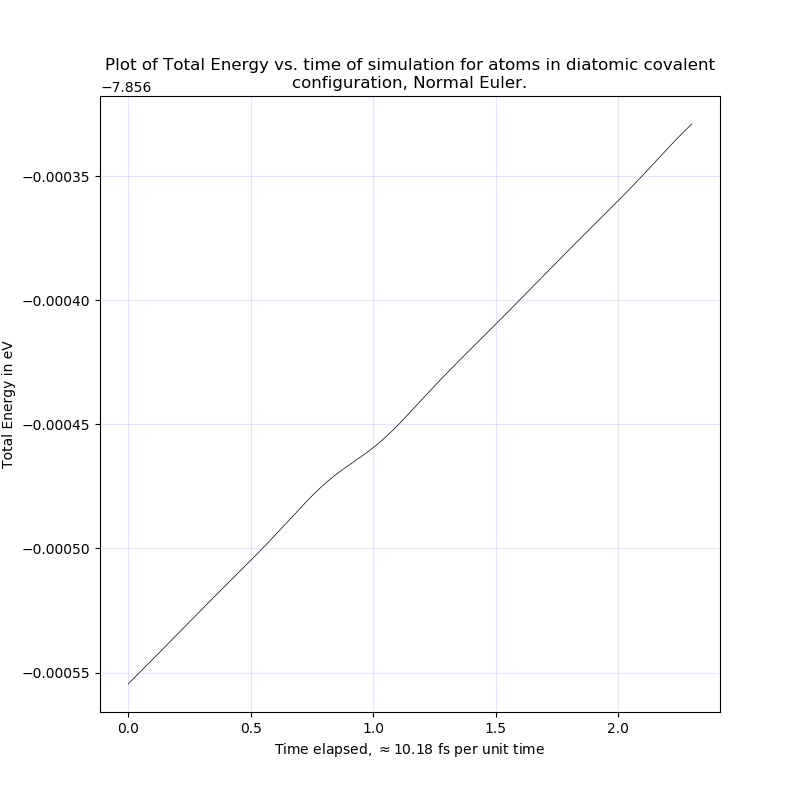 Plot of Total Energy vs. time of simulation for atoms in diatomic covalent
configuration, Normal Euler.
−7.856
−0.00035
−0.00040
−0.00045
−0.00050
−0.00055
Total Energy in eV
0.0 0.5 1.0 1.5 2.0
Time elapsed, ≈ 10.18 fs per unit time